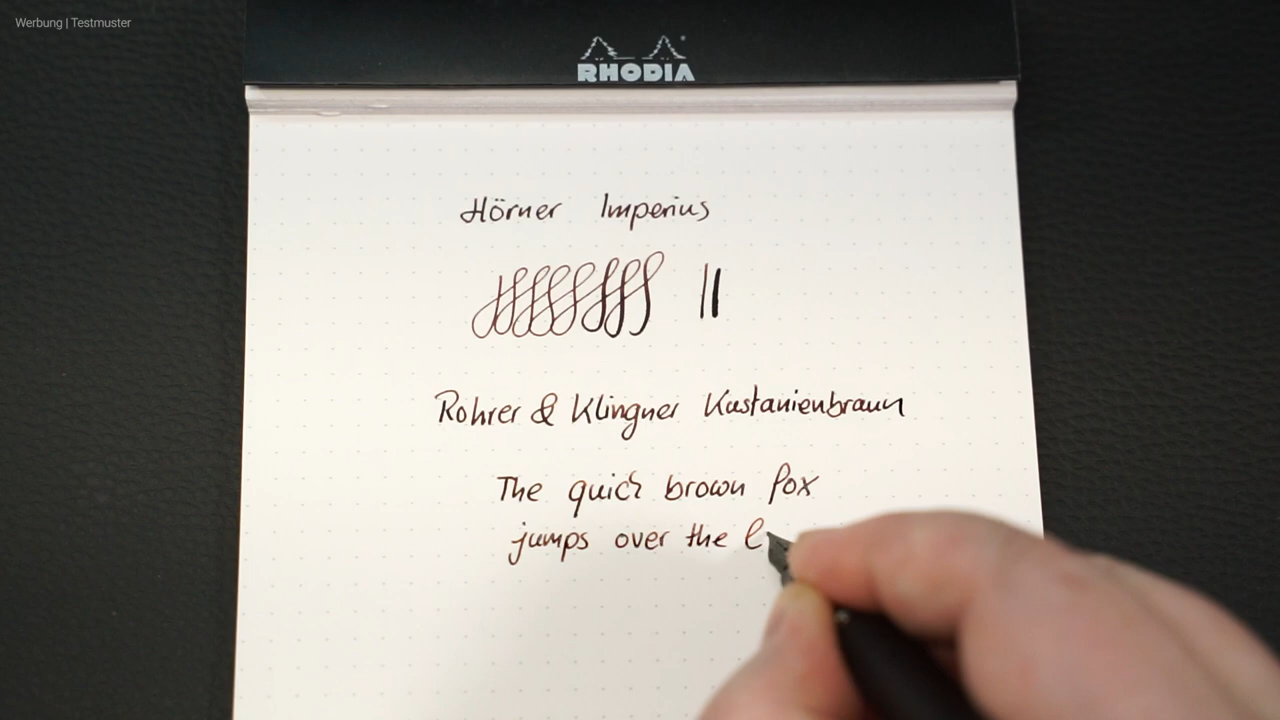 Werbung | Testmuster
RHODIA
Hörner Imperius
Rohrer & Klingner Kastanienbraun
The quick brown fox
jumps over the l